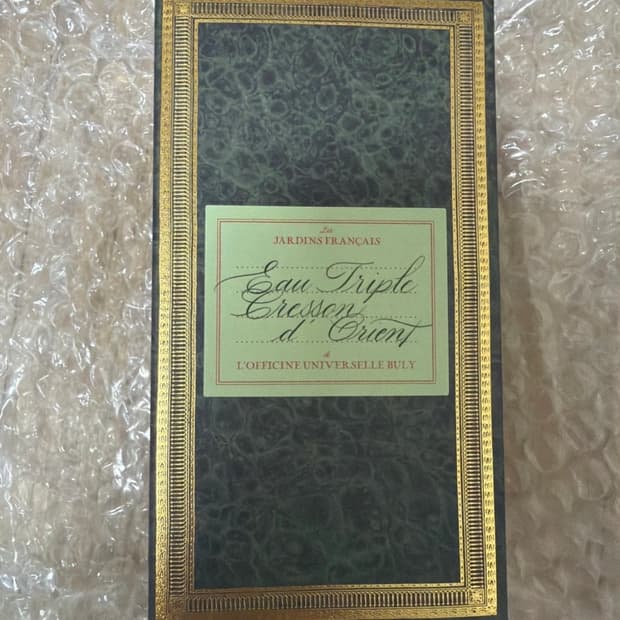 Les
JARDINS FRANÇAIS
Eau Triple
Cresson
d'Orient
de
L'OFFICINE UNIVERSELLE BULY